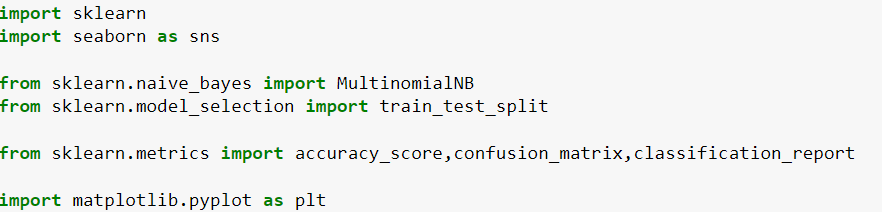 import sklearn
import seaborn as sns
from sklearn.naive_bayes import MultinomialNB
from sklearn.model_selection import train_test_split
from sklearn.metrics import accuracy_score,confusion_matrix,classification_report
import matplotlib.pyplot as plt